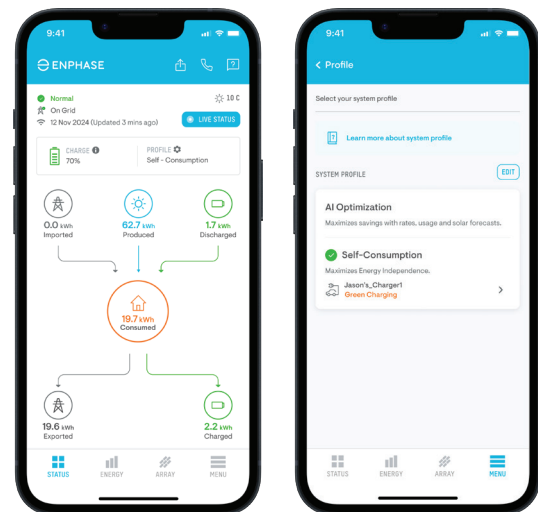 9:41
ENPHASE
Normal
10 C
On Grid
12 Nov 2024 (Updated 3 mins ago)
LIVE STATUS
CHARGE
70%
PROFILE
Self - Consumption
0.0 kWh
Imported
62.7 kWh
Produced
1.7 kWh
Discharged
19.7 kWh
Consumed
19.6 kWh
Exported
2.2 kWh
Charged
STATUS
ENERGY
ARRAY
MENU
9:41
Profile
Select your system profile
Learn more about system profile
SYSTEM PROFILE
EDIT
AI Optimization
Maximizes savings with rates, usage and solar forecasts.
Self-Consumption
Maximizes Energy Independence.
Jason's_Charger1
Green Charging
STATUS
ENERGY
ARRAY
MENU